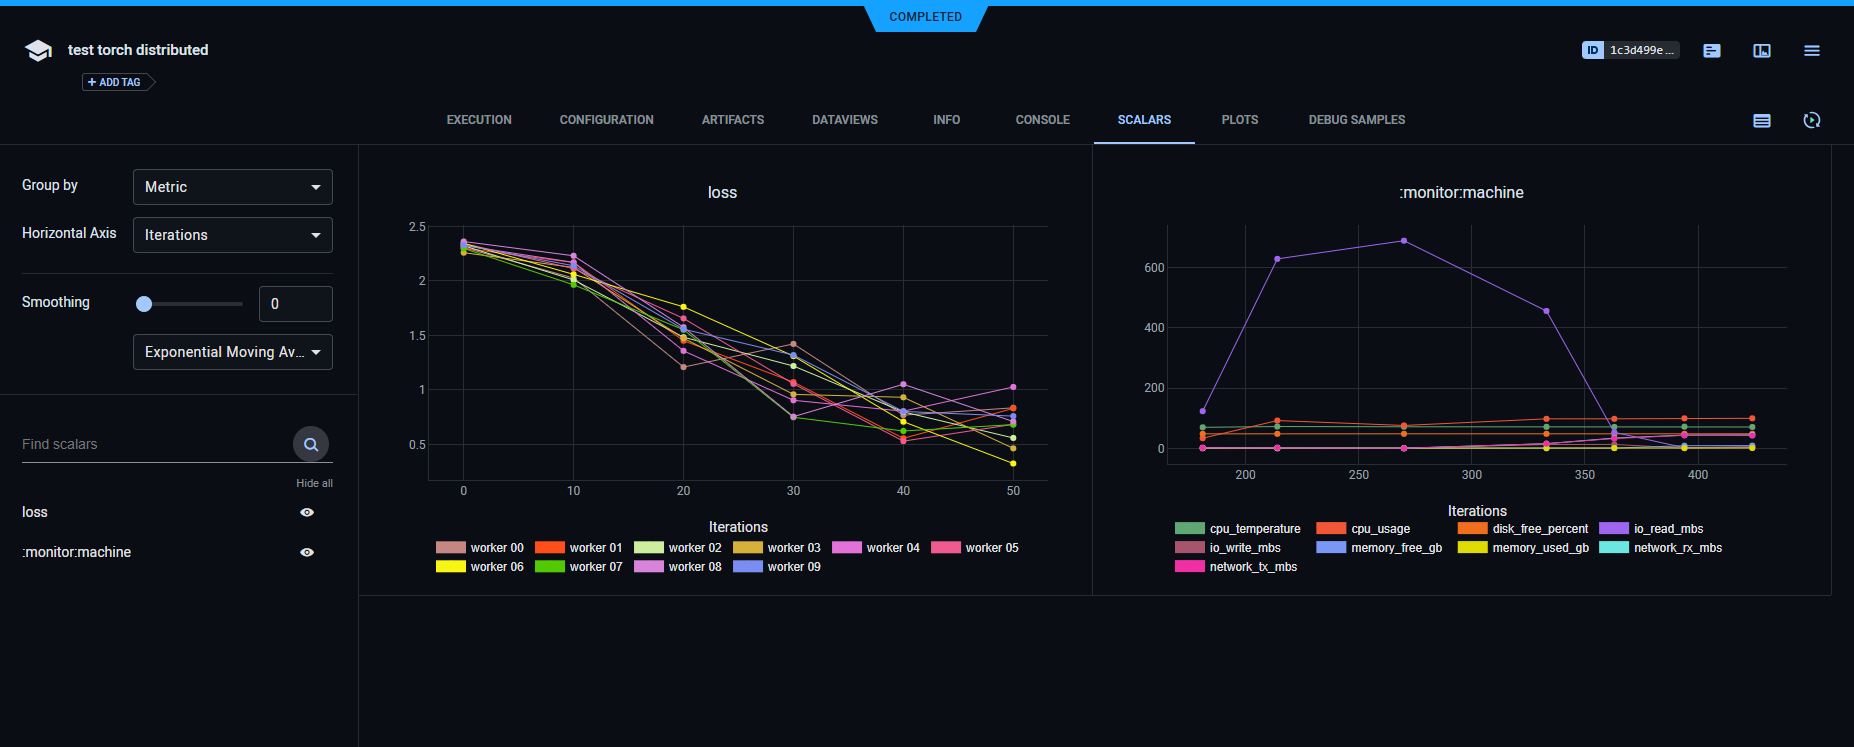 COMPLETED
test torch distributed
ID 1c3d499e ...
+ ADD TAG
EXECUTION CONFIGURATION ARTIFACTS DATAVIEWS INFO CONSOLE SCALARS PLOTS DEBUG SAMPLES
Group by Metric
Horizontal Axis Iterations
Smoothing 0
Exponential Moving Av...
Find scalars
Hide all
loss
:monitor:machine
loss
2.5
2
1.5
1
0.5
0 10 20 30 40 50
Iterations
worker 00 worker 01 worker 02 worker 03 worker 04 worker 05
worker 06 worker 07 worker 08 worker 09
:monitor:machine
600
400
200
0
200 250 300 350 400
Iterations
cpu_temperature cpu_usage disk_free_percent io_read_mbs
io_write_mbs memory_free_gb memory_used_gb network_rx_mbs
network_tx_mbs